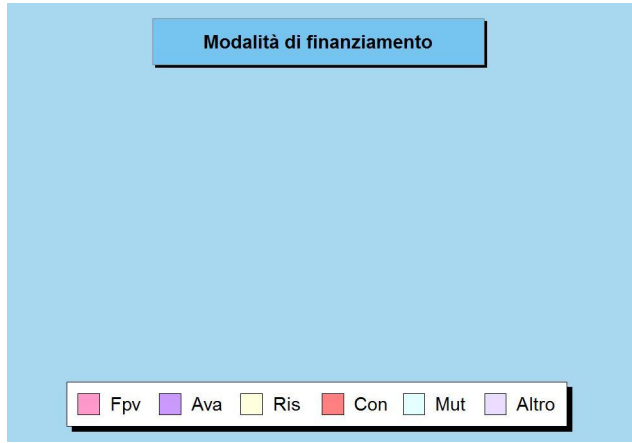 Modalità di finanziamento
Fpv Ava Ris Con Mut Altro